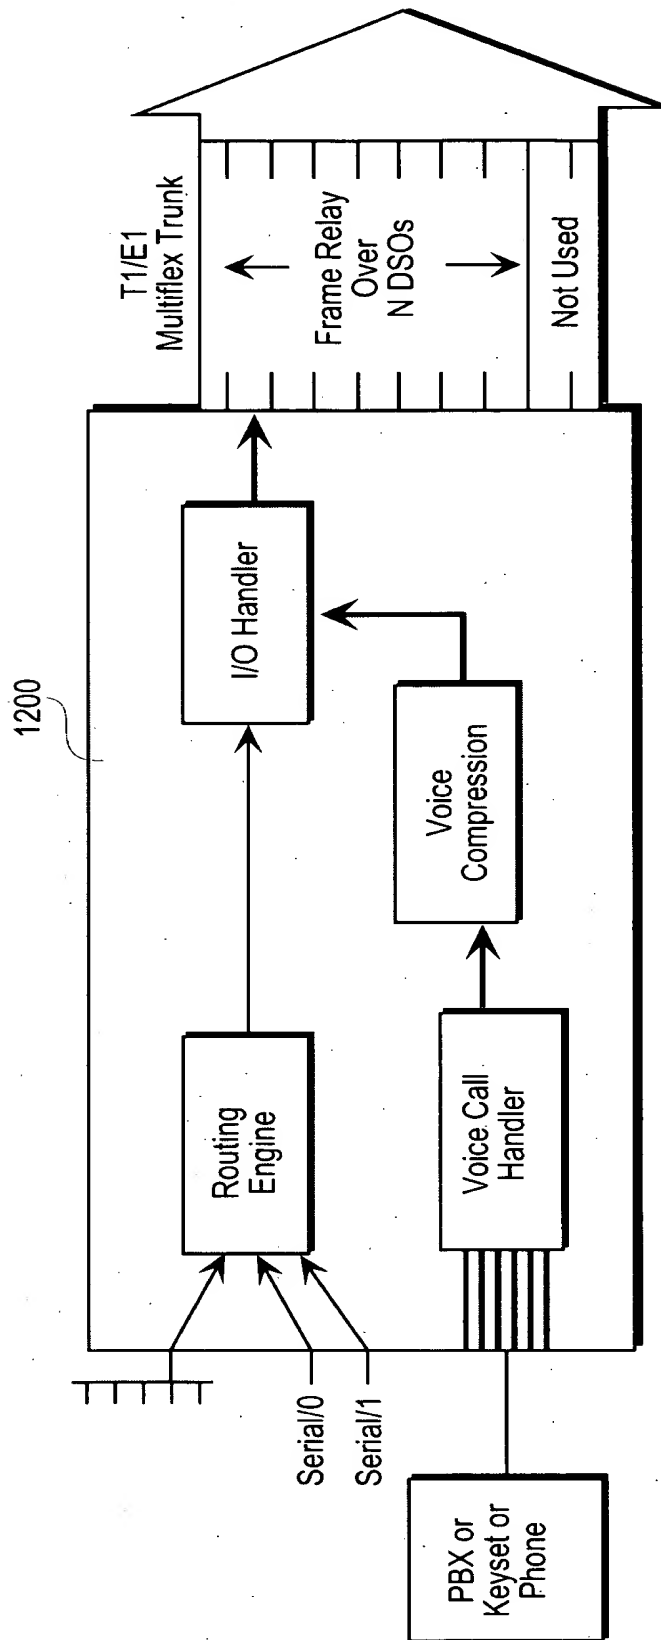 1200
T1/E1
Multiflex Trunk
Frame Relay
Over
N DSOs
Not Used
I/O Handler
Routing
Engine
Voice
Compression
Voice Call
Handler
Serial/0
Serial/1
PBX or
Keyset or
Phone